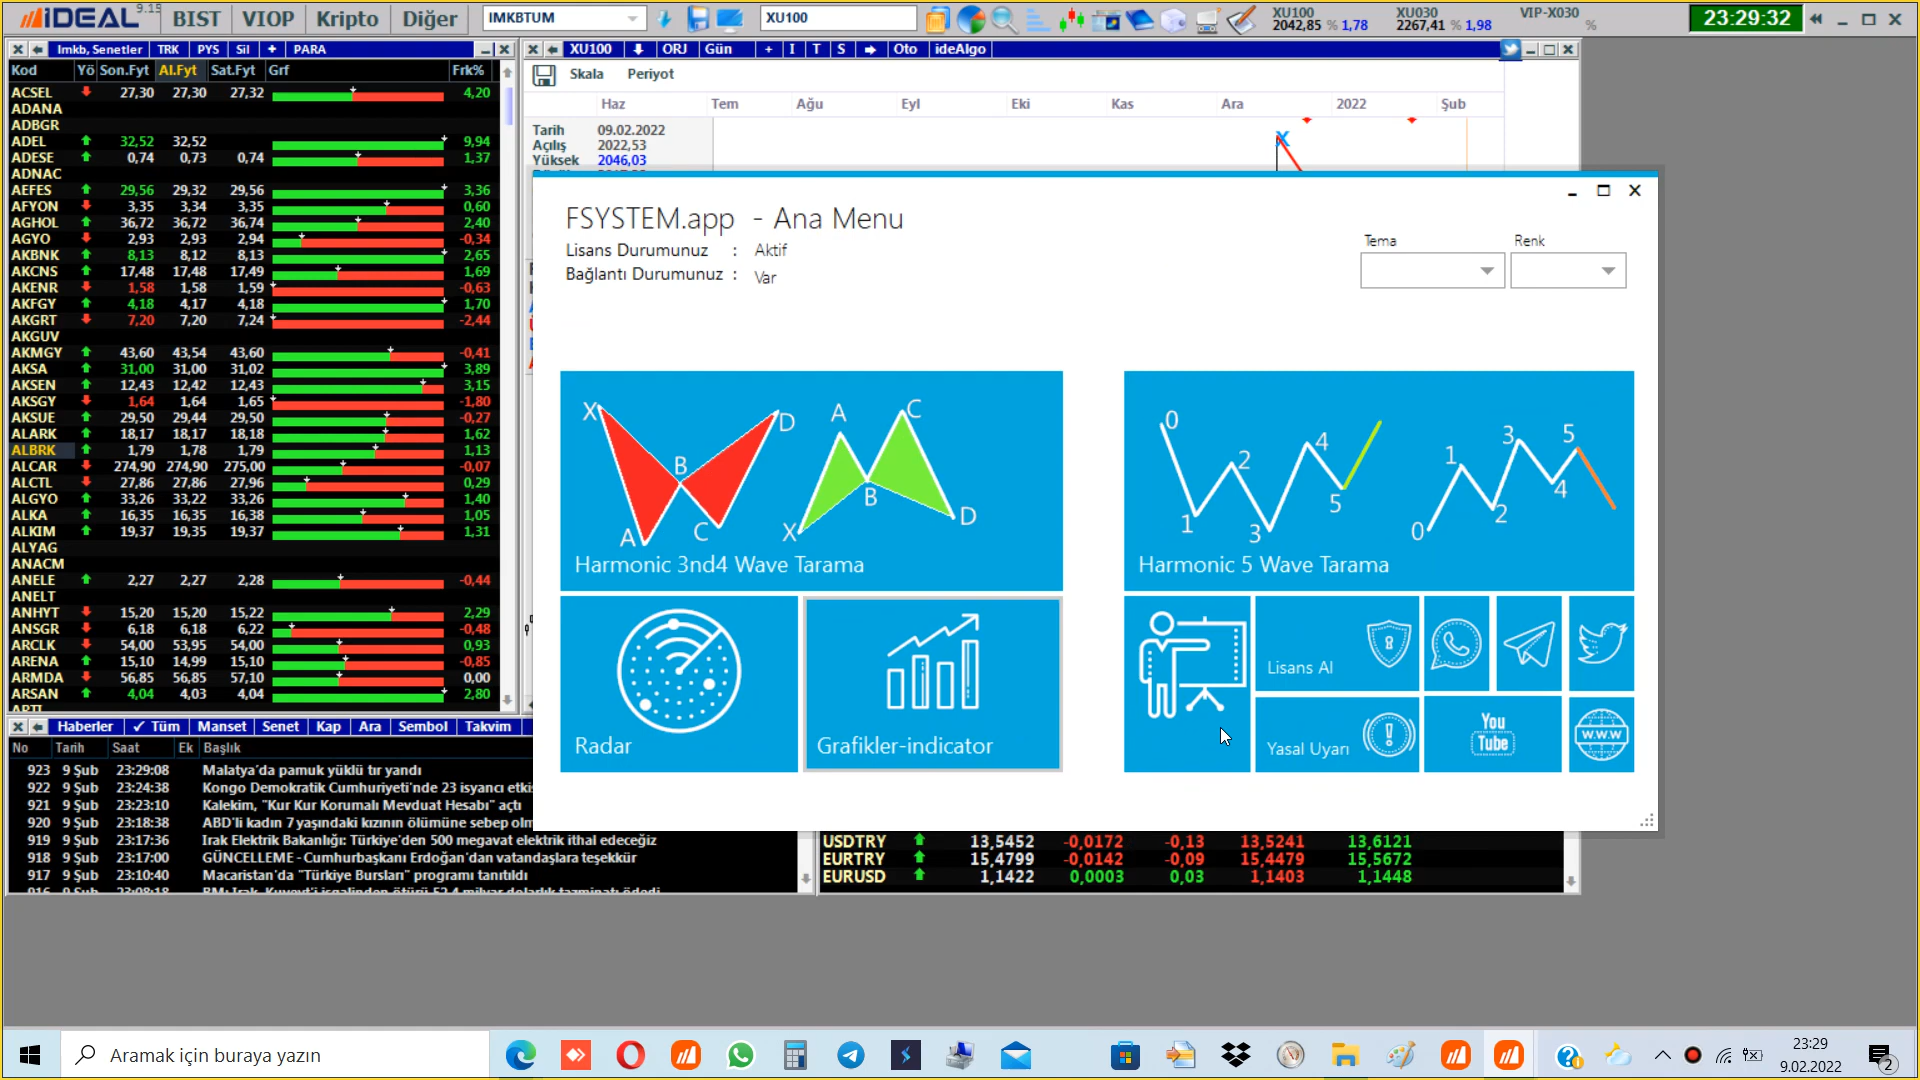 iDEAL 9.15 BIST VIOP Kripto Diğer IMKBTUM XU100
XU100 2042,85 % 1,78
XU030 2267,41 % 1,98
VIP-X030 %
23:29:32
Imkb, Senetler TRK PYS Sil + PARA
Kod Yö Son.Fyt Al.Fyt Sat.Fyt Grf Frk%
ACSEL 27,30 27,30 27,32 4,20
ADANA
ADBGR
ADEL 32,52 32,52 9,94
ADESE 0,74 0,73 0,74 1,37
ADNAC
AEFES 29,56 29,32 29,56 3,36
AFYON 3,35 3,34 3,35 0,60
AGHOL 36,72 36,72 36,74 2,40
AGYO 2,93 2,93 2,94 -0,34
AKBNK 8,13 8,12 8,13 2,65
AKCNS 17,48 17,48 17,49 1,69
AKENR 1,58 1,58 1,59 -0,63
AKFGY 4,18 4,17 4,18 1,70
AKGRT 7,20 7,20 7,24 -2,44
AKGUV
AKMGY 43,60 43,54 43,60 -0,41
AKSA 31,00 31,00 31,02 3,89
AKSEN 12,43 12,42 12,43 3,15
AKSGY 1,64 1,64 1,65 -1,80
AKSUE 29,50 29,44 29,50 -0,27
ALARK 18,17 18,17 18,18 1,62
ALBRK 1,79 1,78 1,79 1,13
ALCAR 274,90 274,90 275,00 -0,07
ALCTL 27,86 27,86 27,96 0,29
ALGYO 33,26 33,22 33,26 1,40
ALKA 16,35 16,35 16,38 1,05
ALKIM 19,37 19,35 19,37 1,31
ALYAG
ANACM
ANELE 2,27 2,27 2,28 -0,44
ANELT
ANHYT 15,20 15,20 15,22 2,29
ANSGR 6,18 6,18 6,22 -0,48
ARCLK 54,00 53,95 54,00 0,93
ARENA 15,10 14,99 15,10 -0,85
ARMDA 56,85 56,85 57,10 0,00
ARSAN 4,04 4,03 4,04 2,80
XU100 ORJ Gün + I T S Oto ideAlgo
Skala Periyot
Haz Tem Ağu Eyl Eki Kas Ara 2022 Şub
Tarih 09.02.2022
Açılış 2022,53
Yüksek 2046,03
X
FSYSTEM.app - Ana Menu
Lisans Durumunuz : Aktif
Bağlantı Durumunuz : Var
Tema Renk
X A B C D
X A B C D
Harmonic 3nd4 Wave Tarama
0 1 2 3 4 5
0 1 2 3 4 5
Harmonic 5 Wave Tarama
Radar
Grafikler-indicator
Lisans Al
Yasal Uyarı
You Tube
W.W.W
Haberler ✓ Tüm Manset Senet Kap Ara Sembol Takvim
No Tarih Saat Ek Başlık
923 9 Şub 23:29:08 Malatya'da pamuk yüklü tır yandı
922 9 Şub 23:24:38 Kongo Demokratik Cumhuriyeti'nde 23 isyancı etkis
921 9 Şub 23:23:10 Kalekim, "Kur Kur Korumalı Mevduat Hesabı" açtı
920 9 Şub 23:18:38 ABD'li kadın 7 yaşındaki kızının ölümüne sebep olm
919 9 Şub 23:17:36 Irak Elektrik Bakanlığı: Türkiye'den 500 megavat elektrik ithal edeceğiz
918 9 Şub 23:17:00 GÜNCELLEME - Cumhurbaşkanı Erdoğan'dan vatandaşlara teşekkür
917 9 Şub 23:10:40 Macaristan'da "Türkiye Bursları" programı tanıtıldı
USDTRY 13,5452 -0,0172 -0,13 13,5241 13,6121
EURTRY 15,4799 -0,0142 -0,09 15,4479 15,5672
EURUSD 1,1422 0,0003 0,03 1,1403 1,1448
Aramak için buraya yazın
23:29
9.02.2022
2